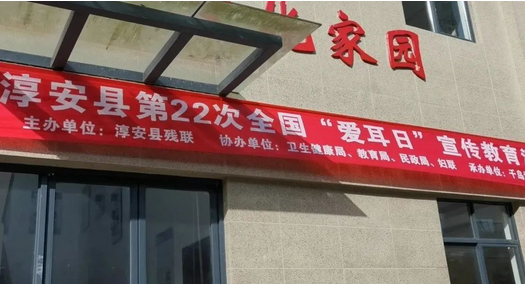 家园
淳安县第22次全国“爱耳日”宣传教育
主办单位：淳安县残联 协办单位：卫生健康局、教育局、民政局、妇联 承办单位：千岛